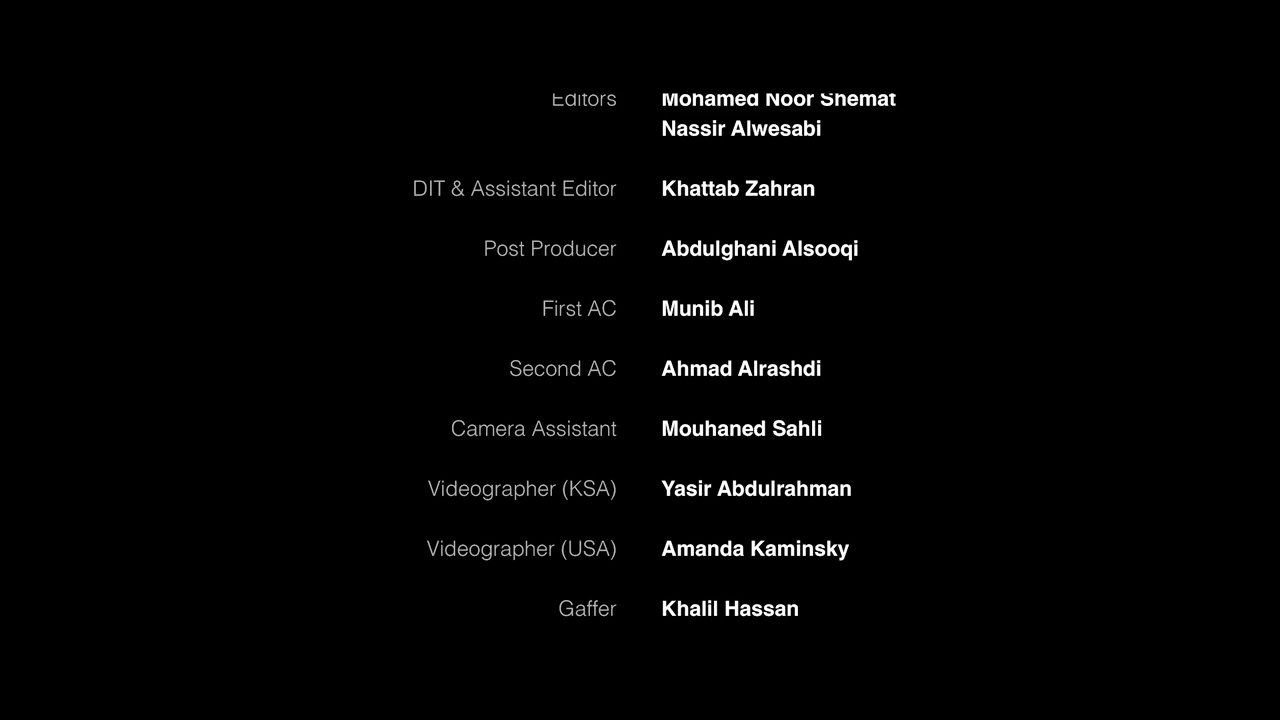 Editors Mohamed Noor Shemat
Nassir Alwesabi
DIT & Assistant Editor Khattab Zahran
Post Producer Abdulghani Alsooqi
First AC Munib Ali
Second AC Ahmad Alrashdi
Camera Assistant Mouhaned Sahli
Videographer (KSA) Yasir Abdulrahman
Videographer (USA) Amanda Kaminsky
Gaffer Khalil Hassan